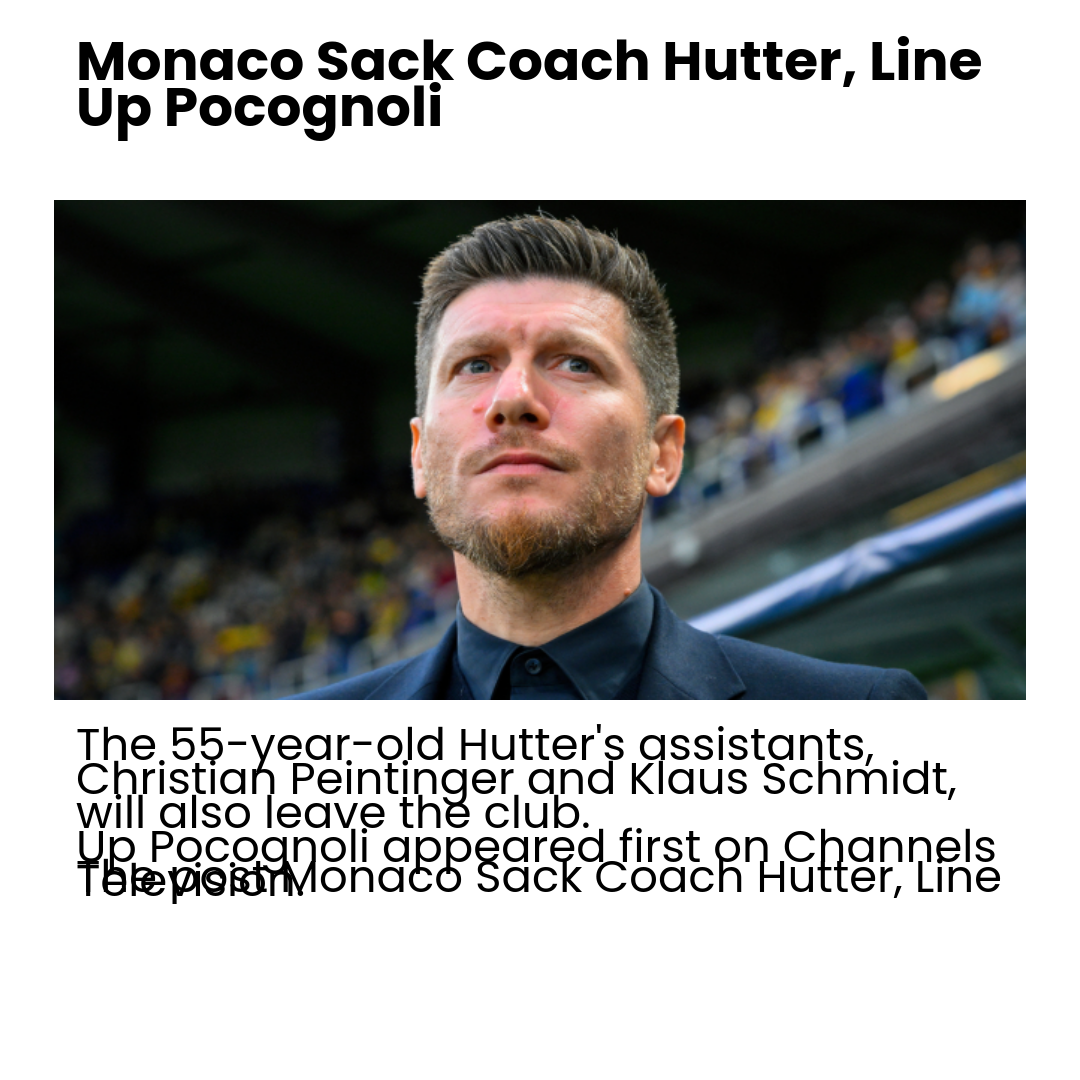 Monaco Sack Coach Hutter, Line
Up Pocognoli
The 55-year-old Hutter's assistants,
Christian Peintinger and Klaus Schmidt,
will also leave the club.
Up Pocognoli appeared first on Channels
The post Monaco Sack Coach Hutter, Line
Television.